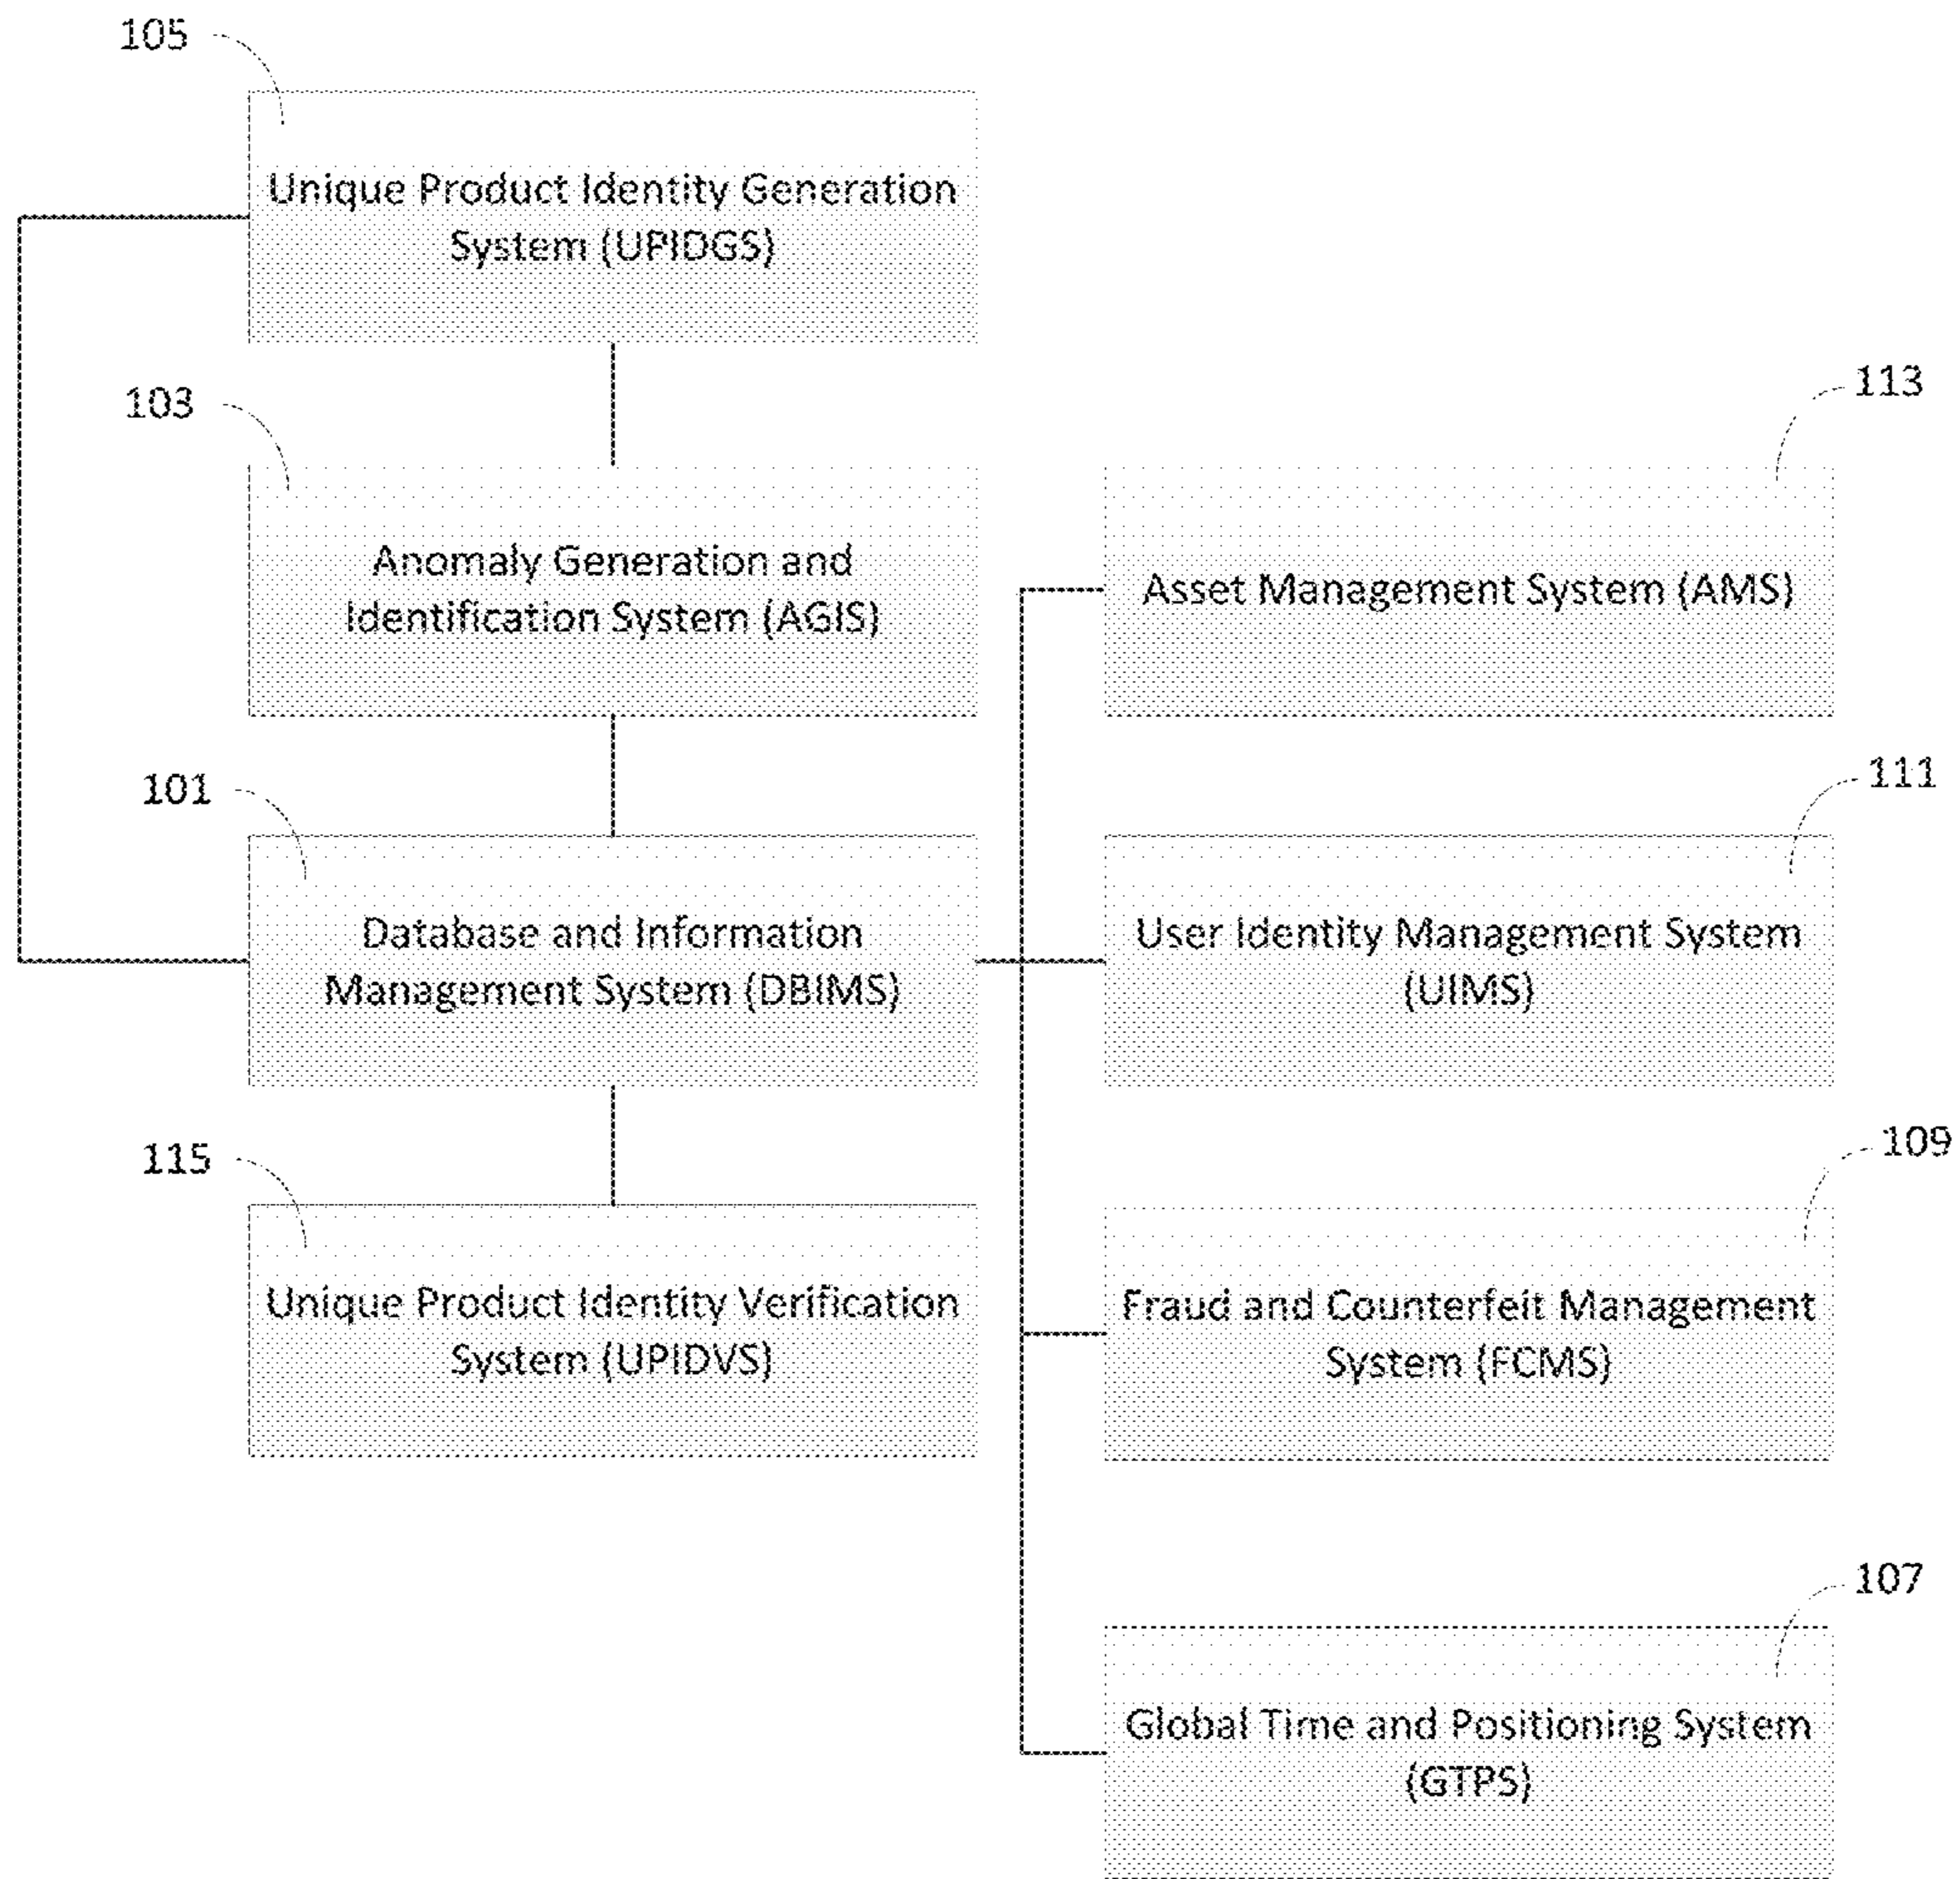 105
Unique Product Identity Generation
System (UPIDGS)
103
Anomaly Generation and
Identification System (AGIS)
113
Asset Management System (AMS)
101
Database and Information
Management System (DBIMS)
111
User Identity Management System
(UIMS)
115
Unique Product Identity Verification
System (UPIDVS)
109
Fraud and Counterfeit Management
System (FCMS)
107
Global Time and Positioning System
(GTPS)